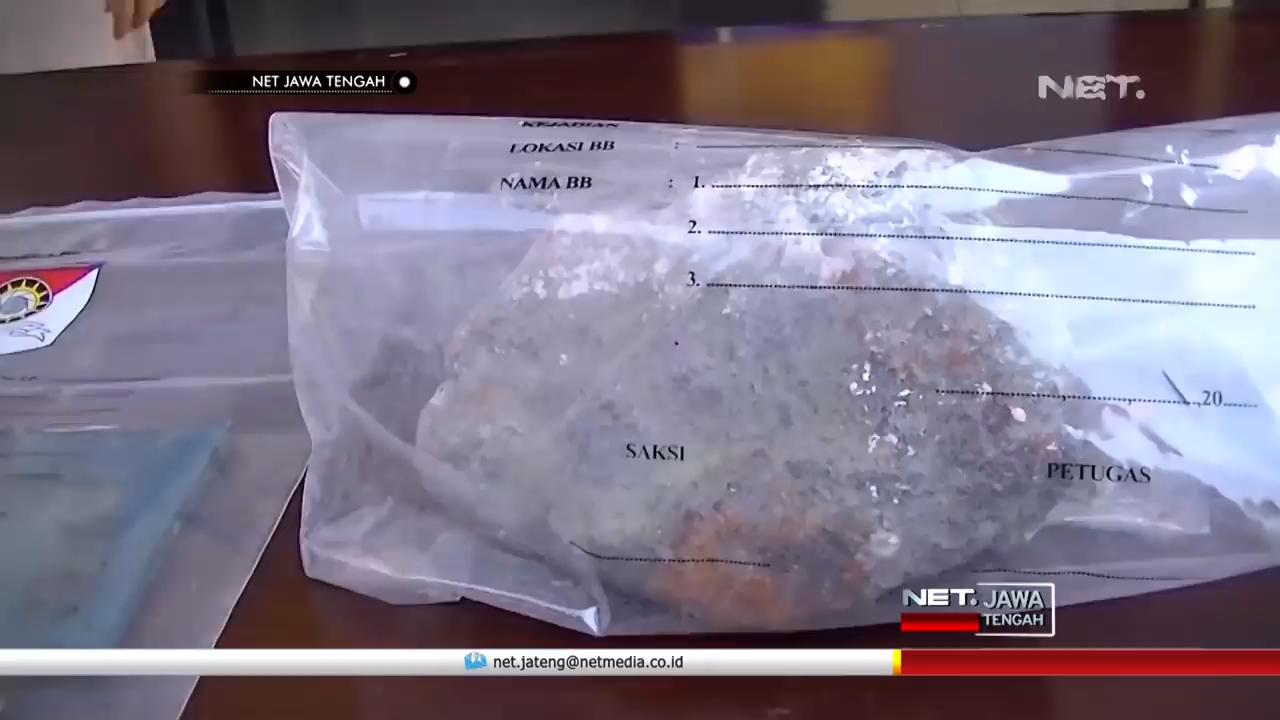 NET JAWA TENGAH
NET.
KEJADIAN
LOKASI BB :
NAMA BB : 1.
2.
3.
,20
SAKSI
PETUGAS
NET. JAWA TENGAH
net.jateng@netmedia.co.id